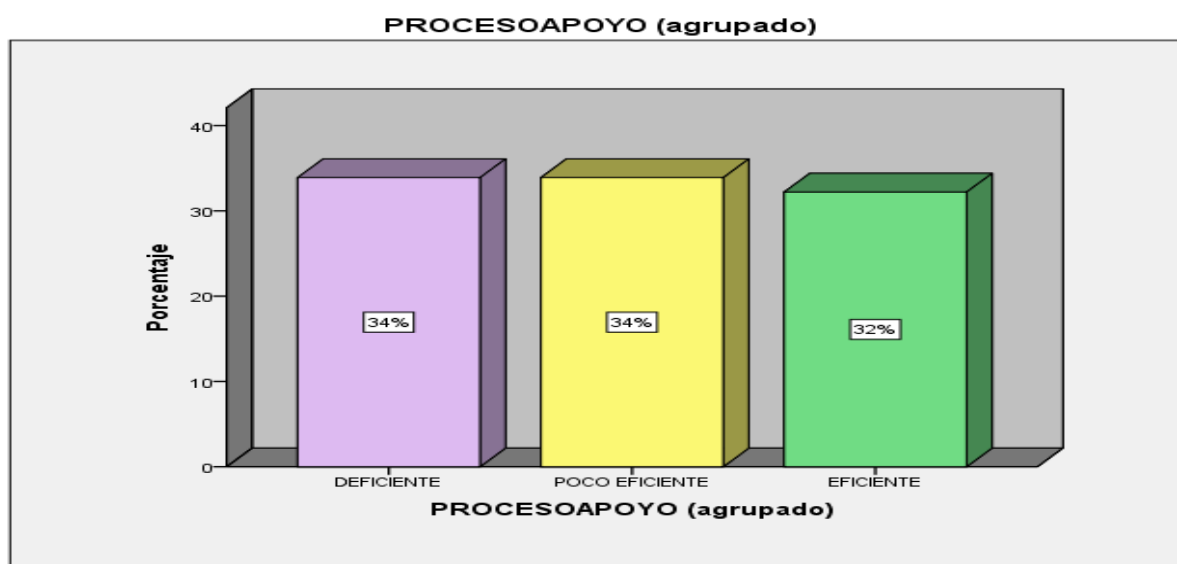 PROCESOAPOYO (agrupado)
Porcentaje
40
30
20
10
0
34%
34%
32%
DEFICIENTE
POCO EFICIENTE
EFICIENTE
PROCESOAPOYO (agrupado)